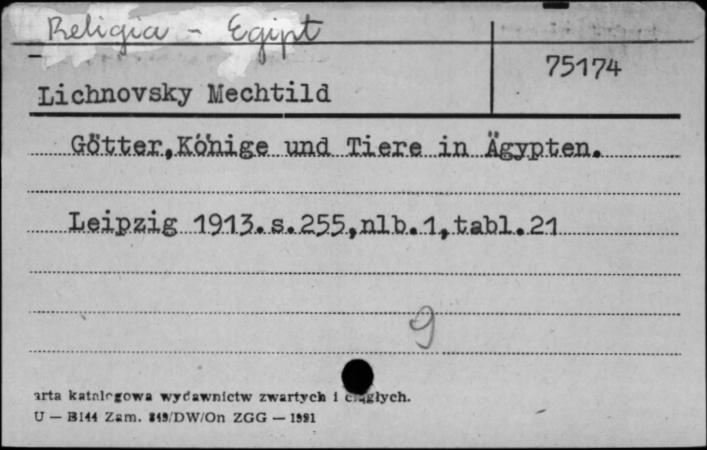 Religia - Egipt
75174
Lichnovsky Mechtild
Götter,Könige und Tiere in Ägypten.
Leipzig 1913.s.255,nlb.1,tabl.21
9
arta katalogowa wydawnictw zwartych i ciągłych.
U — B144 Zam. 849/DW/On ZGG — 1991